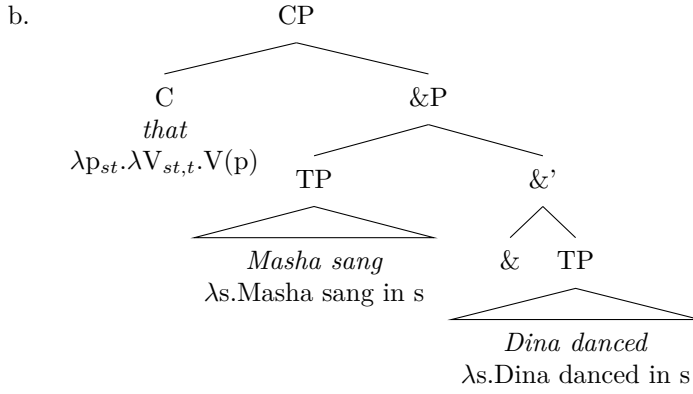 b.
CP
C &P
that
λp_st.λV_st,t.V(p)
TP &’
Masha sang
λs.Masha sang in s
& TP
Dina danced
λs.Dina danced in s